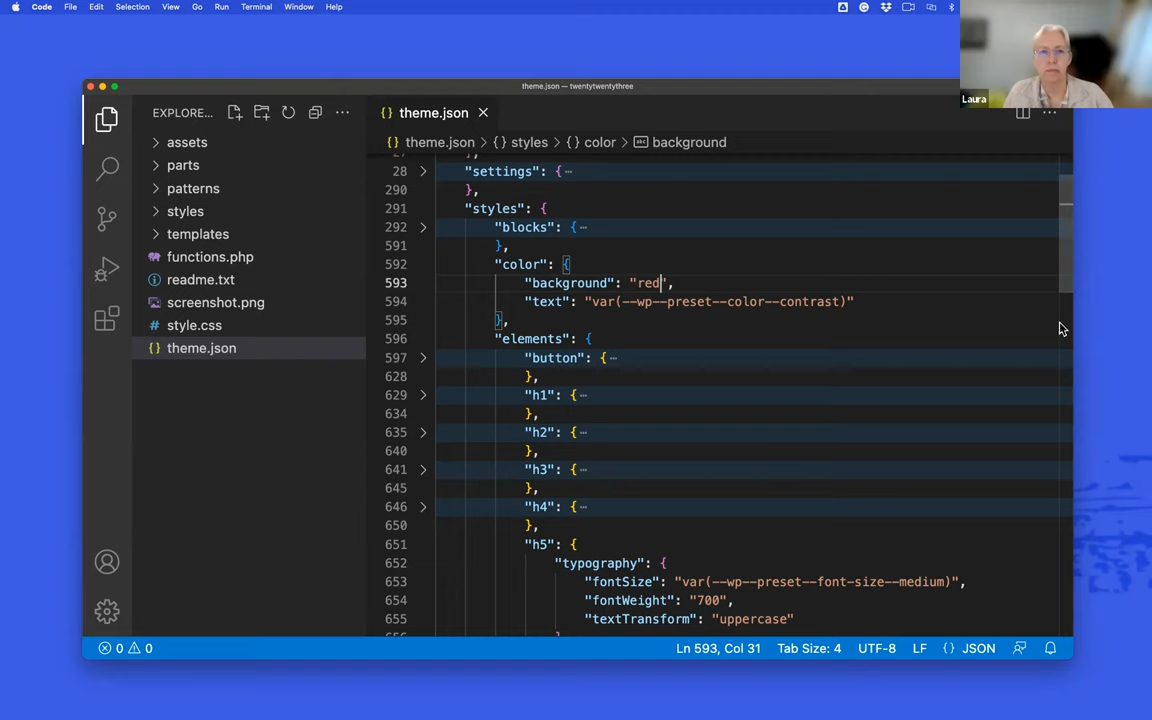 Code File Edit Selection View Go Run Terminal Window Help
theme.json — twentytwentythree
Laura
EXPLORE...
theme.json
assets
parts
patterns
styles
templates
functions.php
readme.txt
screenshot.png
style.css
theme.json
theme.json > {} styles > {} color > background
28 "settings": {
290 },
291 "styles": {
292 "blocks": {
591 },
592 "color": {
593 "background": "red",
594 "text": "var(--wp--preset--color--contrast)"
595 },
596 "elements": {
597 "button": {
628 },
629 "h1": {
634 },
635 "h2": {
640 },
641 "h3": {
645 },
646 "h4": {
650 },
651 "h5": {
652 "typography": {
653 "fontSize": "var(--wp--preset--font-size--medium)",
654 "fontWeight": "700",
655 "textTransform": "uppercase"
0 0 Ln 593, Col 31 Tab Size: 4 UTF-8 LF {} JSON